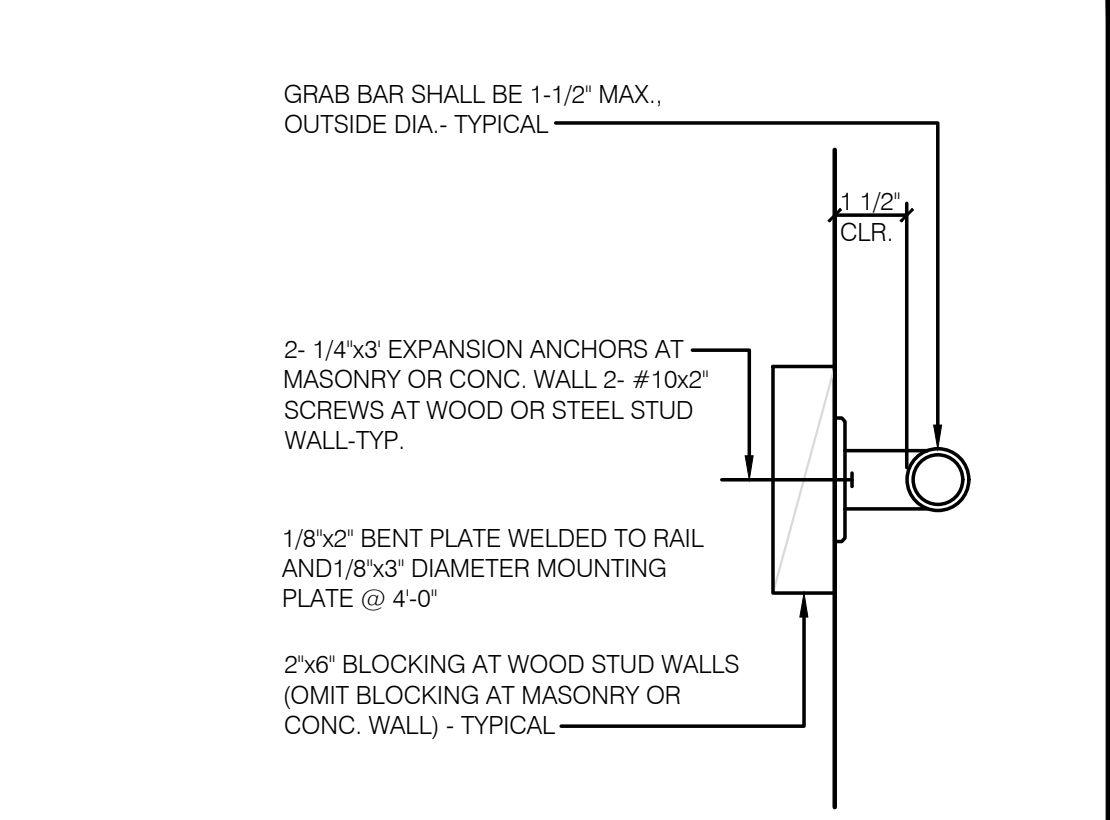 GRAB BAR SHALL BE 1-1/2" MAX.,
OUTSIDE DIA.- TYPICAL
1 1/2"
CLR.
2- 1/4"x3' EXPANSION ANCHORS AT
MASONRY OR CONC. WALL 2- #10x2"
SCREWS AT WOOD OR STEEL STUD
WALL-TYP.
1/8"x2" BENT PLATE WELDED TO RAIL
AND1/8"x3" DIAMETER MOUNTING
PLATE @ 4'-0"
2"x6" BLOCKING AT WOOD STUD WALLS
(OMIT BLOCKING AT MASONRY OR
CONC. WALL) - TYPICAL